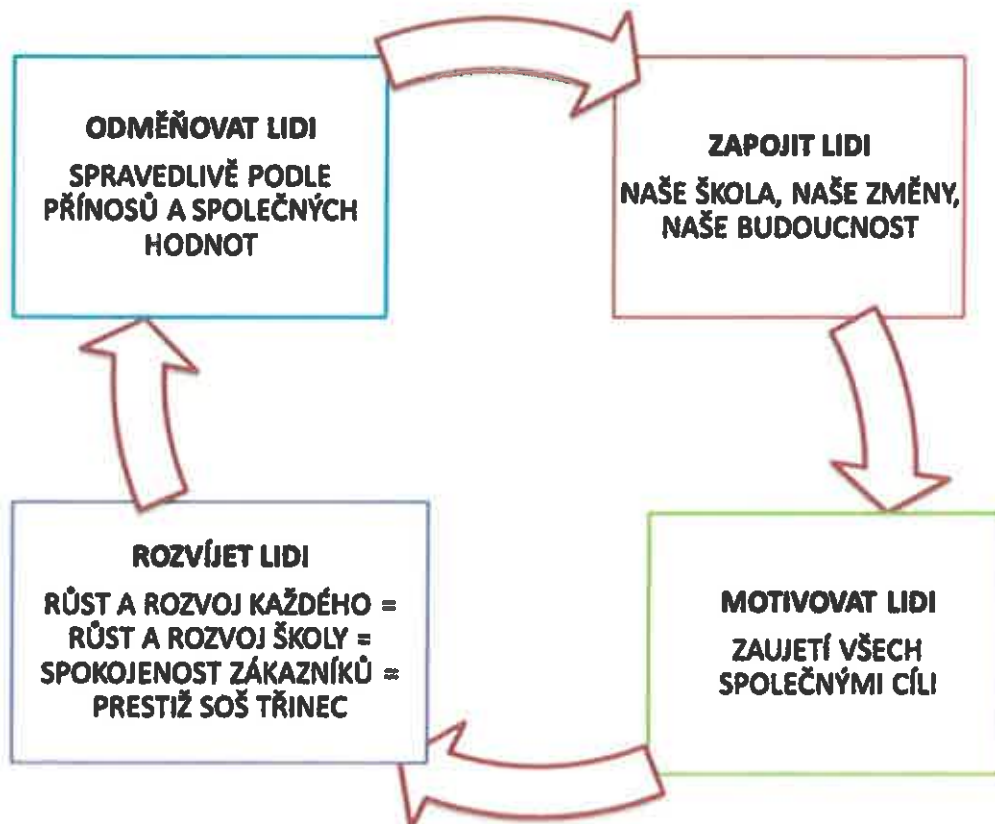 ODMĚŇOVAT LIDI
SPRAVEDLIVĚ PODLE
PŘÍNOSŮ A SPOLEČNÝCH
HODNOT
ZAPOJIT LIDI
NAŠE ŠKOLA, NAŠE ZMĚNY,
NAŠE BUDOUCNOST
MOTIVOVAT LIDI
ZAUJETÍ VŠECH
SPOLEČNÝMI CÍLI
ROZVÍJET LIDI
RŮST A ROZVOJ KAŽDÉHO =
RŮST A ROZVOJ ŠKOLY =
SPOKOJENOST ZÁKAZNÍKŮ =
PRESTIŽ SOŠ TŘINEC